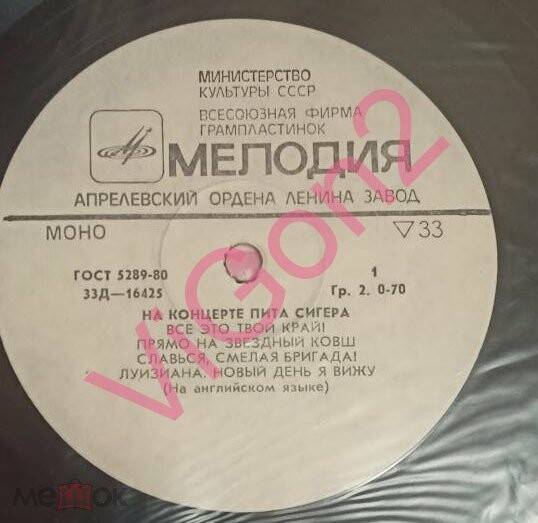 МИНИСТЕРСТВО
КУЛЬТУРЫ СССР
ВСЕСОЮЗНАЯ ФИРМА
ГРАМПЛАСТИНОК
МЕЛОДИЯ
АПРЕЛЕВСКИЙ ОРДЕНА ЛЕНИНА ЗАВОД
МОНО ▽33
ГОСТ 5289-80 1
33Д—16425 Гр. 2. 0-70
НА КОНЦЕРТЕ ПИТА СИГЕРА
ВСЕ ЭТО ТВОЙ КРАЙ!
ПРЯМО НА ЗВЕЗДНЫЙ КОВШ
СЛАВЬСЯ, СМЕЛАЯ БРИГАДА!
ЛУИЗИАНА. НОВЫЙ ДЕНЬ Я ВИЖУ
(На английском языке)
VIGon2
мешок